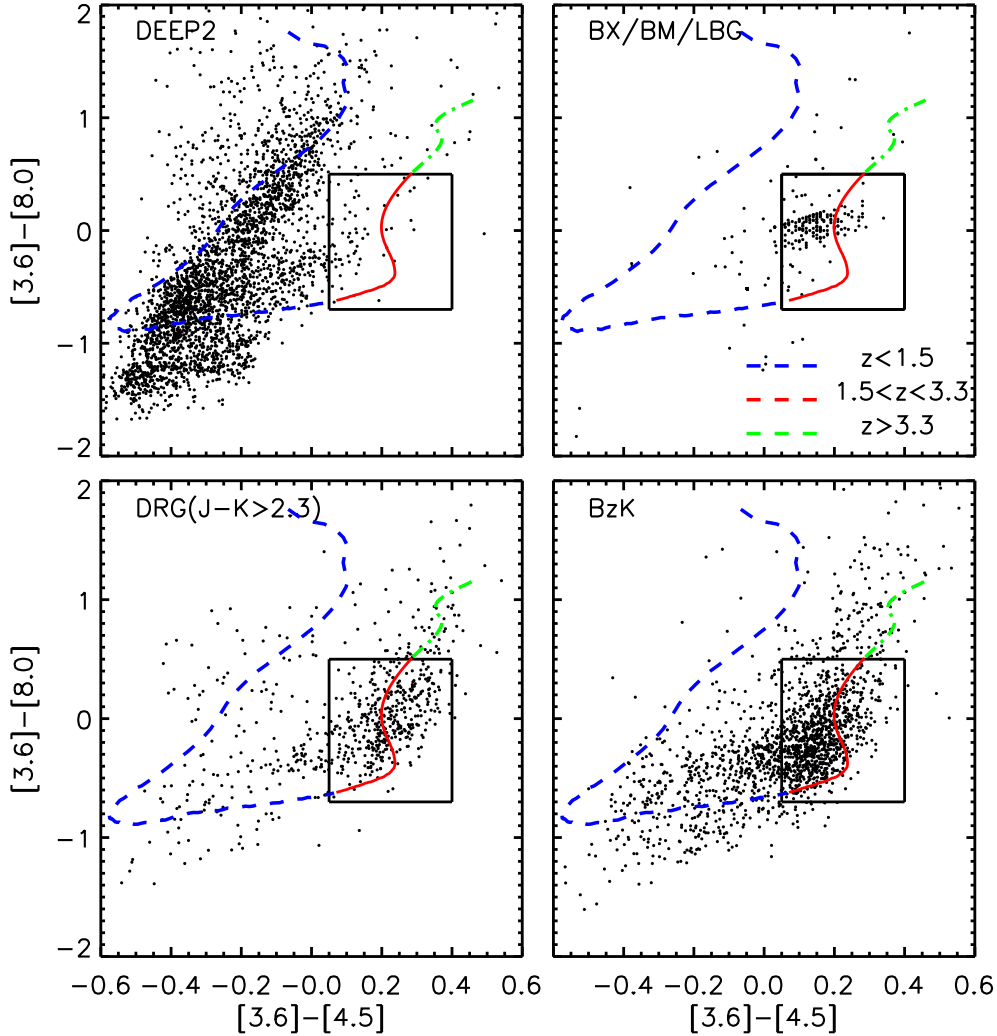 DEEP2
BX/BM/LBG
2
1
0
−1
−2
[3.6]−[8.0]
z<1.5
1.5<z<3.3
z>3.3
DRG(J−K>2.3)
BzK
2
1
0
−1
−2
[3.6]−[8.0]
−0.6 −0.4 −0.2 −0.0 0.2 0.4 0.6
−0.4 −0.2 0.0 0.2 0.4 0.6
[3.6]−[4.5]
[3.6]−[4.5]